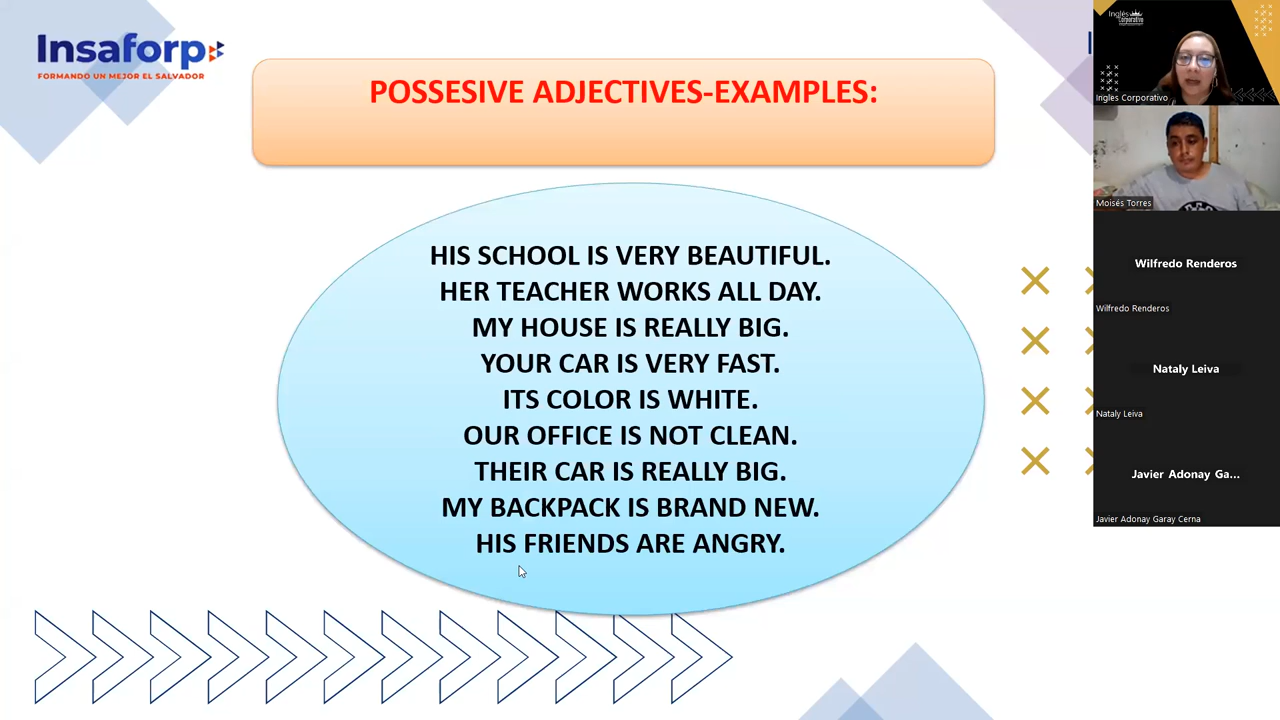 Insaforp
FORMANDO UN MEJOR EL SALVADOR
POSSESIVE ADJECTIVES-EXAMPLES:
HIS SCHOOL IS VERY BEAUTIFUL.
HER TEACHER WORKS ALL DAY.
MY HOUSE IS REALLY BIG.
YOUR CAR IS VERY FAST.
ITS COLOR IS WHITE.
OUR OFFICE IS NOT CLEAN.
THEIR CAR IS REALLY BIG.
MY BACKPACK IS BRAND NEW.
HIS FRIENDS ARE ANGRY.
Inglés
Corporativo
Ingles Corporativo
Moisés Torres
Wilfredo Renderos
Wilfredo Renderos
Nataly Leiva
Nataly Leiva
Javier Adonay Ga...
Javier Adonay Garay Cerna